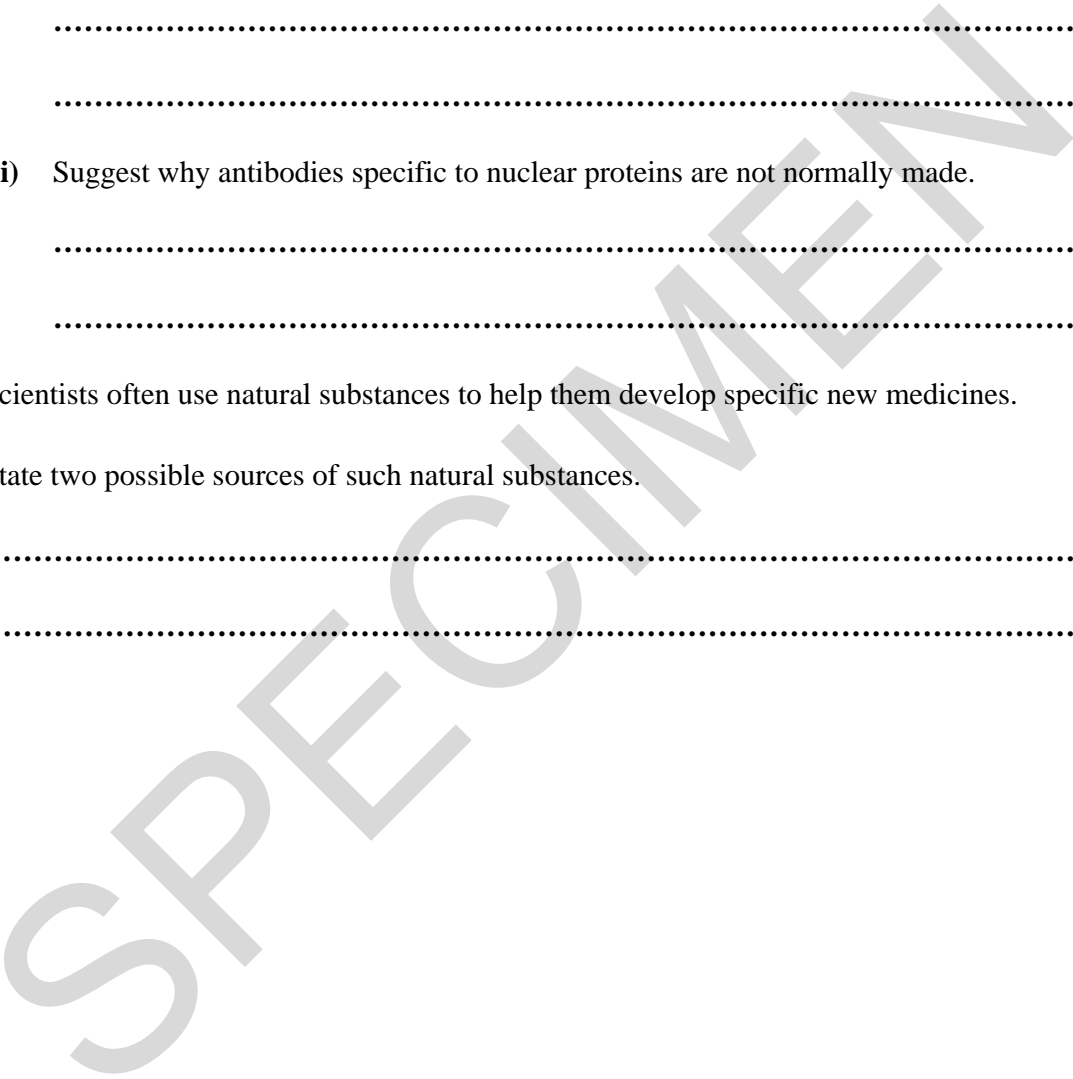 i) Suggest why antibodies specific to nuclear proteins are not normally made.
cientists often use natural substances to help them develop specific new medicines.
tate two possible sources of such natural substances.
SPECIMEN